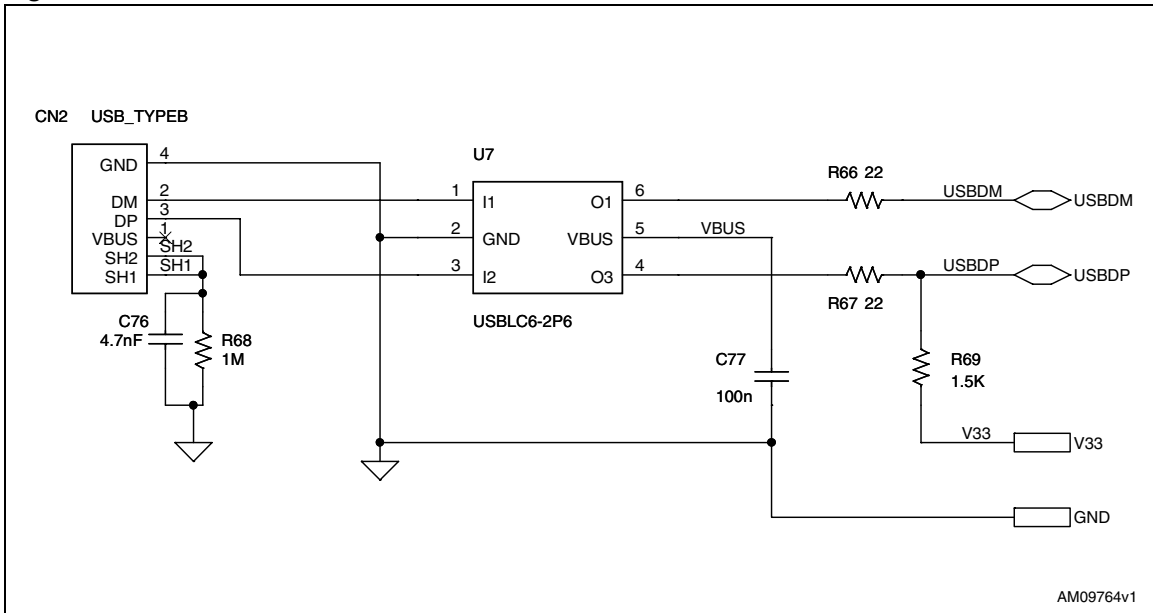 CN2 USB_TYPEB
GND 4
DM 2
DP 3
VBUS 1
SH2 SH2
SH1 SH1
C76
4.7nF
R68
1M
U7
1 I1 O1 6
2 GND VBUS 5 VBUS
3 I2 O3 4
USBLC6-2P6
R66 22
USBDM USBDM
USBDP USBDP
R67 22
C77
100n
R69
1.5K
V33 V33
GND
AM09764v1